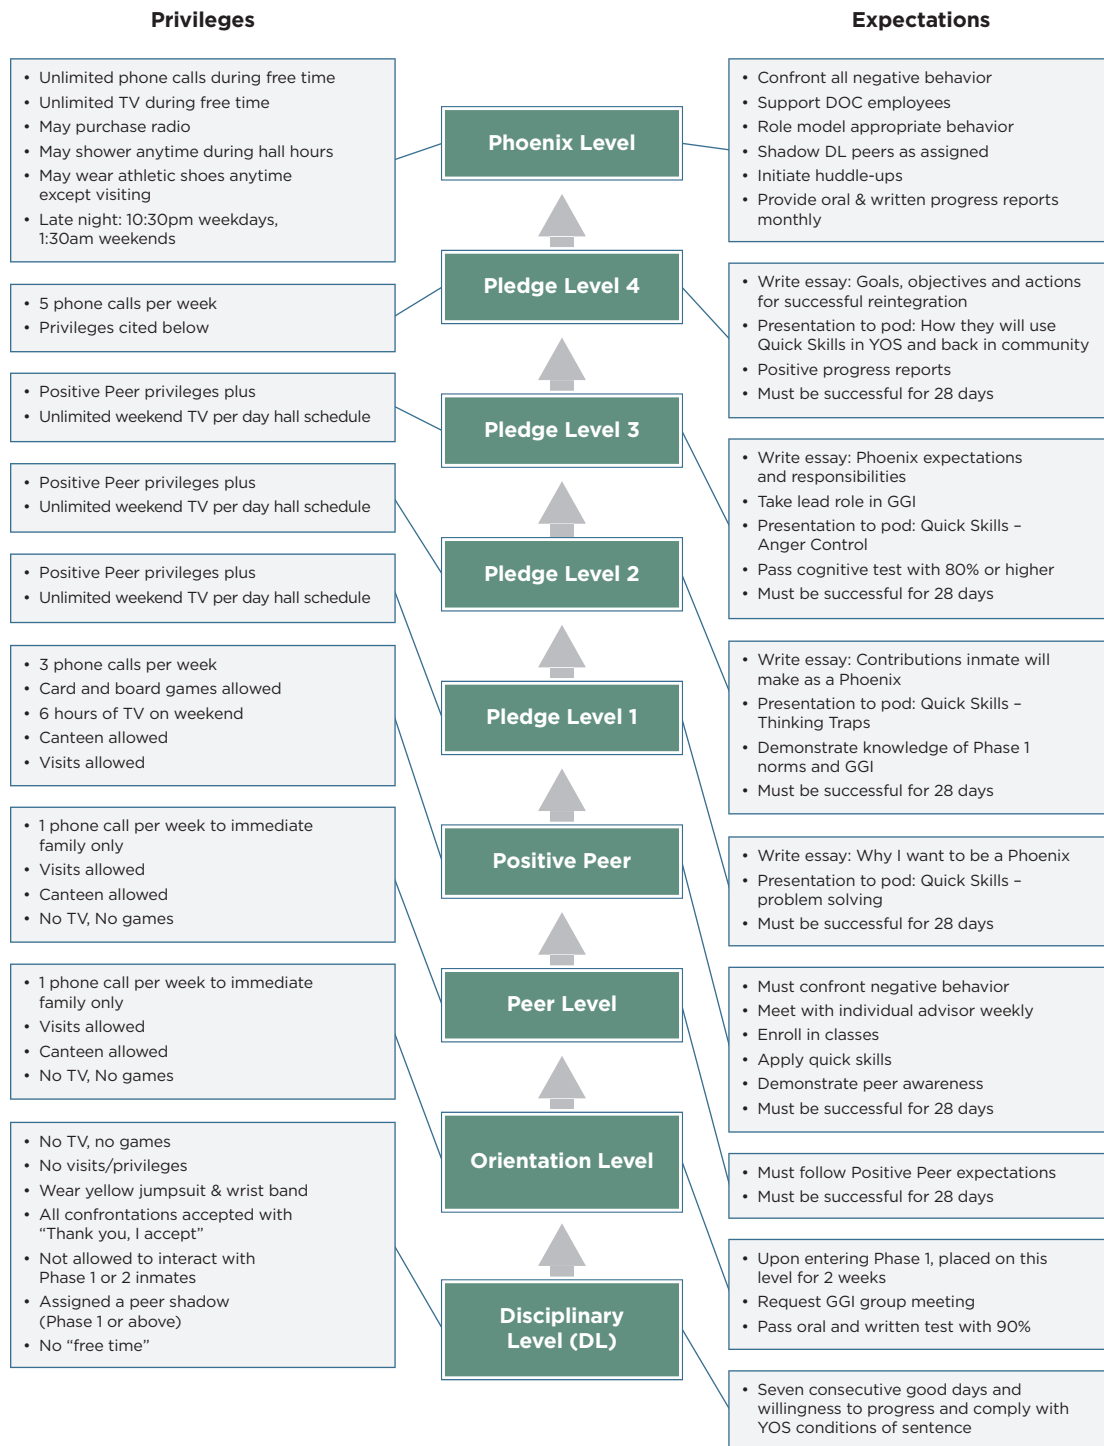 Privileges
Expectations
• Unlimited phone calls during free time
• Unlimited TV during free time
• May purchase radio
• May shower anytime during hall hours
• May wear athletic shoes anytime
except visiting
• Late night: 10:30pm weekdays,
1:30am weekends
Phoenix Level
• Confront all negative behavior
• Support DOC employees
• Role model appropriate behavior
• Shadow DL peers as assigned
• Initiate huddle-ups
• Provide oral & written progress reports
monthly
• 5 phone calls per week
• Privileges cited below
Pledge Level 4
• Write essay: Goals, objectives and actions
for successful reintegration
• Presentation to pod: How they will use
Quick Skills in YOS and back in community
• Positive progress reports
• Must be successful for 28 days
• Positive Peer privileges plus
• Unlimited weekend TV per day hall schedule
Pledge Level 3
• Write essay: Phoenix expectations
and responsibilities
• Take lead role in GGI
• Presentation to pod: Quick Skills –
Anger Control
• Pass cognitive test with 80% or higher
• Must be successful for 28 days
• Positive Peer privileges plus
• Unlimited weekend TV per day hall schedule
Pledge Level 2
• Write essay: Contributions inmate will
make as a Phoenix
• Presentation to pod: Quick Skills –
Thinking Traps
• Demonstrate knowledge of Phase 1
norms and GGI
• Must be successful for 28 days
• Positive Peer privileges plus
• Unlimited weekend TV per day hall schedule
Pledge Level 1
• Write essay: Why I want to be a Phoenix
• Presentation to pod: Quick Skills –
problem solving
• Must be successful for 28 days
• 3 phone calls per week
• Card and board games allowed
• 6 hours of TV on weekend
• Canteen allowed
• Visits allowed
Positive Peer
• Must confront negative behavior
• Meet with individual advisor weekly
• Enroll in classes
• Apply quick skills
• Demonstrate peer awareness
• Must be successful for 28 days
• 1 phone call per week to immediate
family only
• Visits allowed
• Canteen allowed
• No TV, No games
Peer Level
• Must follow Positive Peer expectations
• Must be successful for 28 days
• 1 phone call per week to immediate
family only
• Visits allowed
• Canteen allowed
• No TV, No games
Orientation Level
• Upon entering Phase 1, placed on this
level for 2 weeks
• Request GGI group meeting
• Pass oral and written test with 90%
• No TV, no games
• No visits/privileges
• Wear yellow jumpsuit & wrist band
• All confrontations accepted with
“Thank you, I accept”
• Not allowed to interact with
Phase 1 or 2 inmates
• Assigned a peer shadow
(Phase 1 or above)
• No “free time”
Disciplinary
Level (DL)
• Seven consecutive good days and
willingness to progress and comply with
YOS conditions of sentence